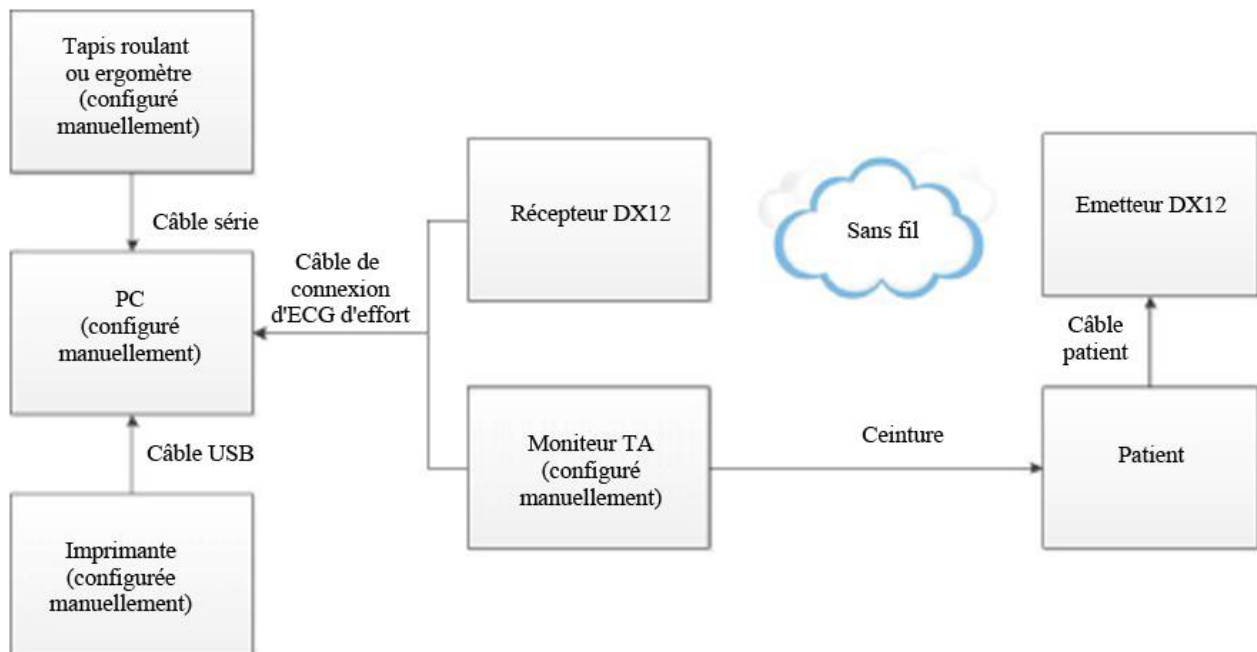 Tapis roulant
ou ergomètre
(configuré
manuellement)
Câble série
PC
(configuré
manuellement)
Câble USB
Imprimante
(configurée
manuellement)
Câble de
connexion
d'ECG d'effort
Récepteur DX12
Moniteur TA
(configuré
manuellement)
Sans fil
Ceinture
Emetteur DX12
Câble
patient
Patient